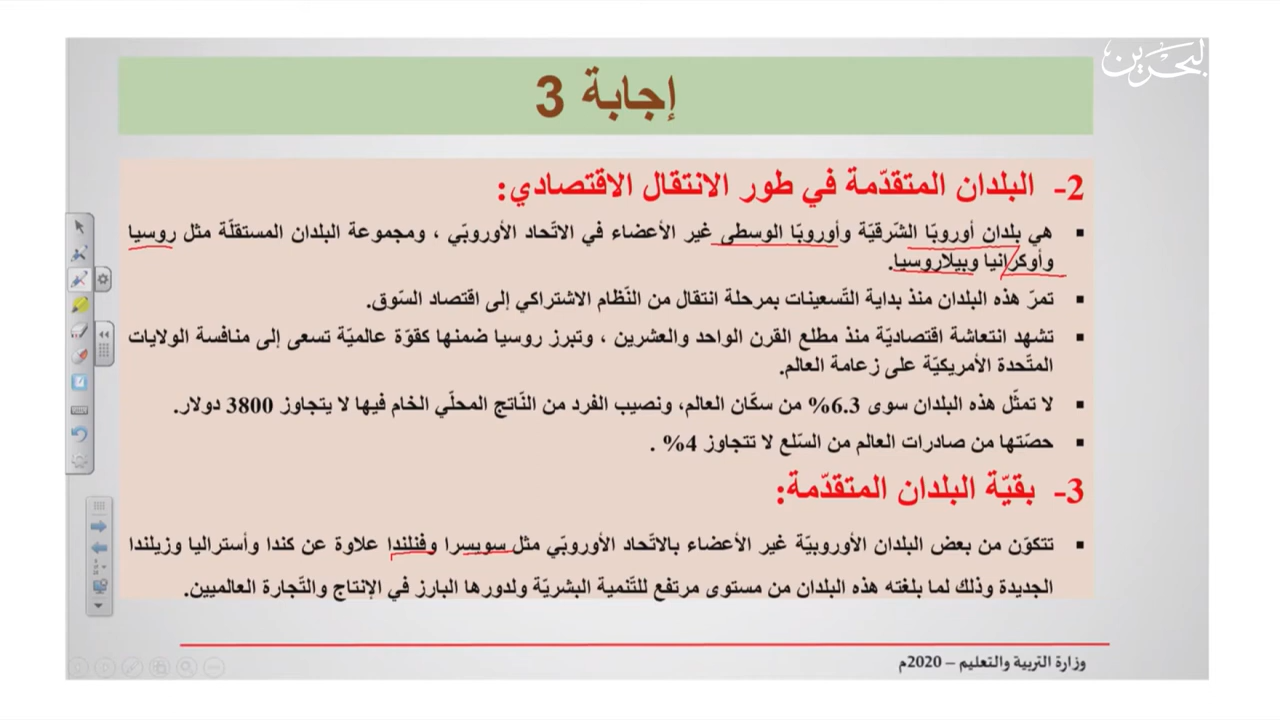 البحرين
إجابة 3
2- البلدان المتقدّمة في طور الانتقال الاقتصادي:
▪ هي بلدان أوروبّا الشّرقيّة وأوروبّا الوسطى غير الأعضاء في الاتّحاد الأوروبّي ، ومجموعة البلدان المستقلّة مثل روسيا
وأوكرانيا وبيلاروسيا.
▪ تمرّ هذه البلدان منذ بداية التّسعينات بمرحلة انتقال من النّظام الاشتراكي إلى اقتصاد السّوق.
▪ تشهد انتعاشة اقتصاديّة منذ مطلع القرن الواحد والعشرين ، وتبرز روسيا ضمنها كقوّة عالميّة تسعى إلى منافسة الولايات
المتّحدة الأمريكيّة على زعامة العالم.
▪ لا تمثّل هذه البلدان سوى 6.3% من سكّان العالم، ونصيب الفرد من النّاتج المحلّي الخام فيها لا يتجاوز 3800 دولار.
▪ حصّتها من صادرات العالم من السّلع لا تتجاوز 4% .
3- بقيّة البلدان المتقدّمة:
▪ تتكوّن من بعض البلدان الأوروبيّة غير الأعضاء بالاتّحاد الأوروبّي مثل سويسرا وفنلندا علاوة عن كندا وأستراليا وزيلندا
الجديدة وذلك لما بلغته هذه البلدان من مستوى مرتفع للتّنمية البشريّة ولدورها البارز في الإنتاج والتّجارة العالميين.
وزارة التربية والتعليم – 2020م